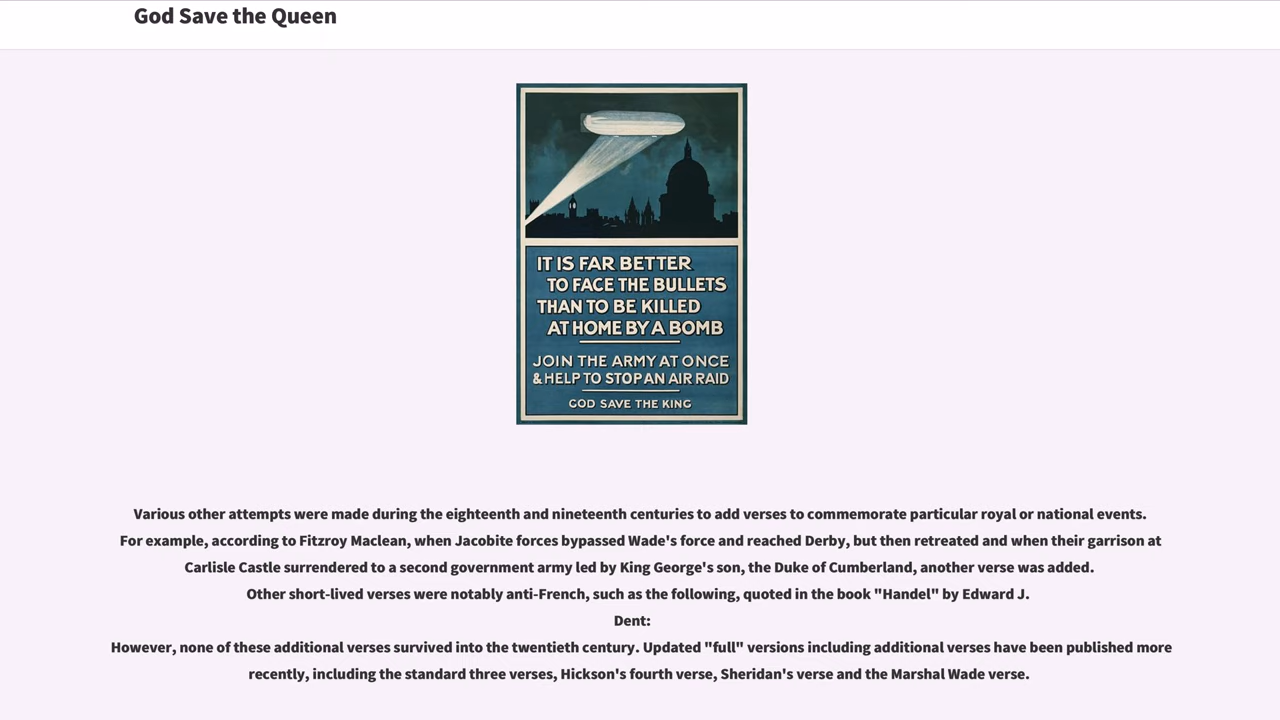 God Save the Queen
IT IS FAR BETTER
TO FACE THE BULLETS
THAN TO BE KILLED
AT HOME BY A BOMB
JOIN THE ARMY AT ONCE
& HELP TO STOP AN AIR RAID
GOD SAVE THE KING
Various other attempts were made during the eighteenth and nineteenth centuries to add verses to commemorate particular royal or national events.
For example, according to Fitzroy Maclean, when Jacobite forces bypassed Wade's force and reached Derby, but then retreated and when their garrison at
Carlisle Castle surrendered to a second government army led by King George's son, the Duke of Cumberland, another verse was added.
Other short-lived verses were notably anti-French, such as the following, quoted in the book "Handel" by Edward J.
Dent:
However, none of these additional verses survived into the twentieth century. Updated "full" versions including additional verses have been published more
recently, including the standard three verses, Hickson's fourth verse, Sheridan's verse and the Marshal Wade verse.